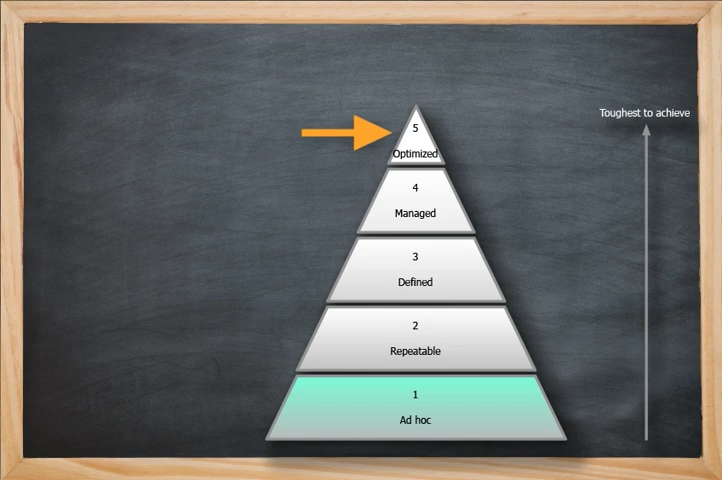 Toughest to achieve
5
Optimized
4
Managed
3
Defined
2
Repeatable
1
Ad hoc